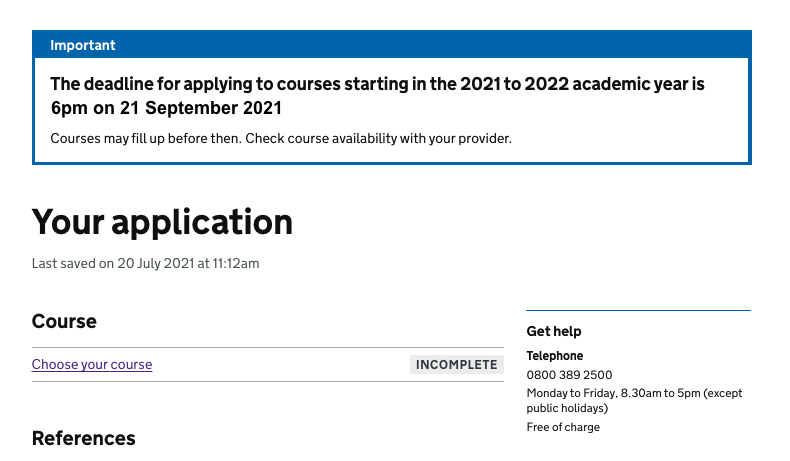 Important
The deadline for applying to courses starting in the 2021 to 2022 academic year is
6pm on 21 September 2021
Courses may fill up before then. Check course availability with your provider.
Your application
Last saved on 20 July 2021 at 11:12am
Course
Choose your course INCOMPLETE
References
Get help
Telephone
0800 389 2500
Monday to Friday, 8.30am to 5pm (except
public holidays)
Free of charge